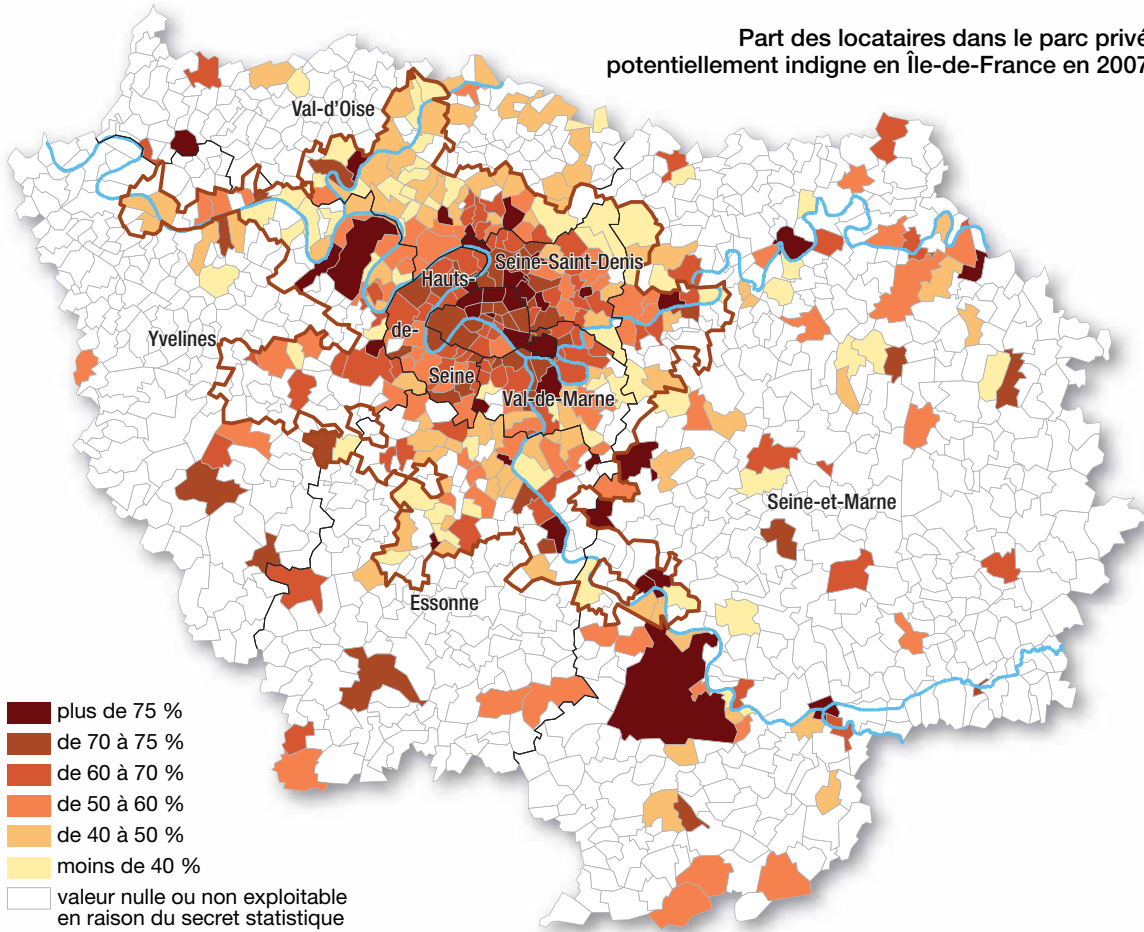 Part des locataires dans le parc privé
potentiellement indigne en Île-de-France en 2007
Val-d'Oise
Seine-Saint-Denis
Hauts-
de-
Seine
Yvelines
Val-de-Marne
Seine-et-Marne
Essonne
plus de 75 %
de 70 à 75 %
de 60 à 70 %
de 50 à 60 %
de 40 à 50 %
moins de 40 %
valeur nulle ou non exploitable
en raison du secret statistique